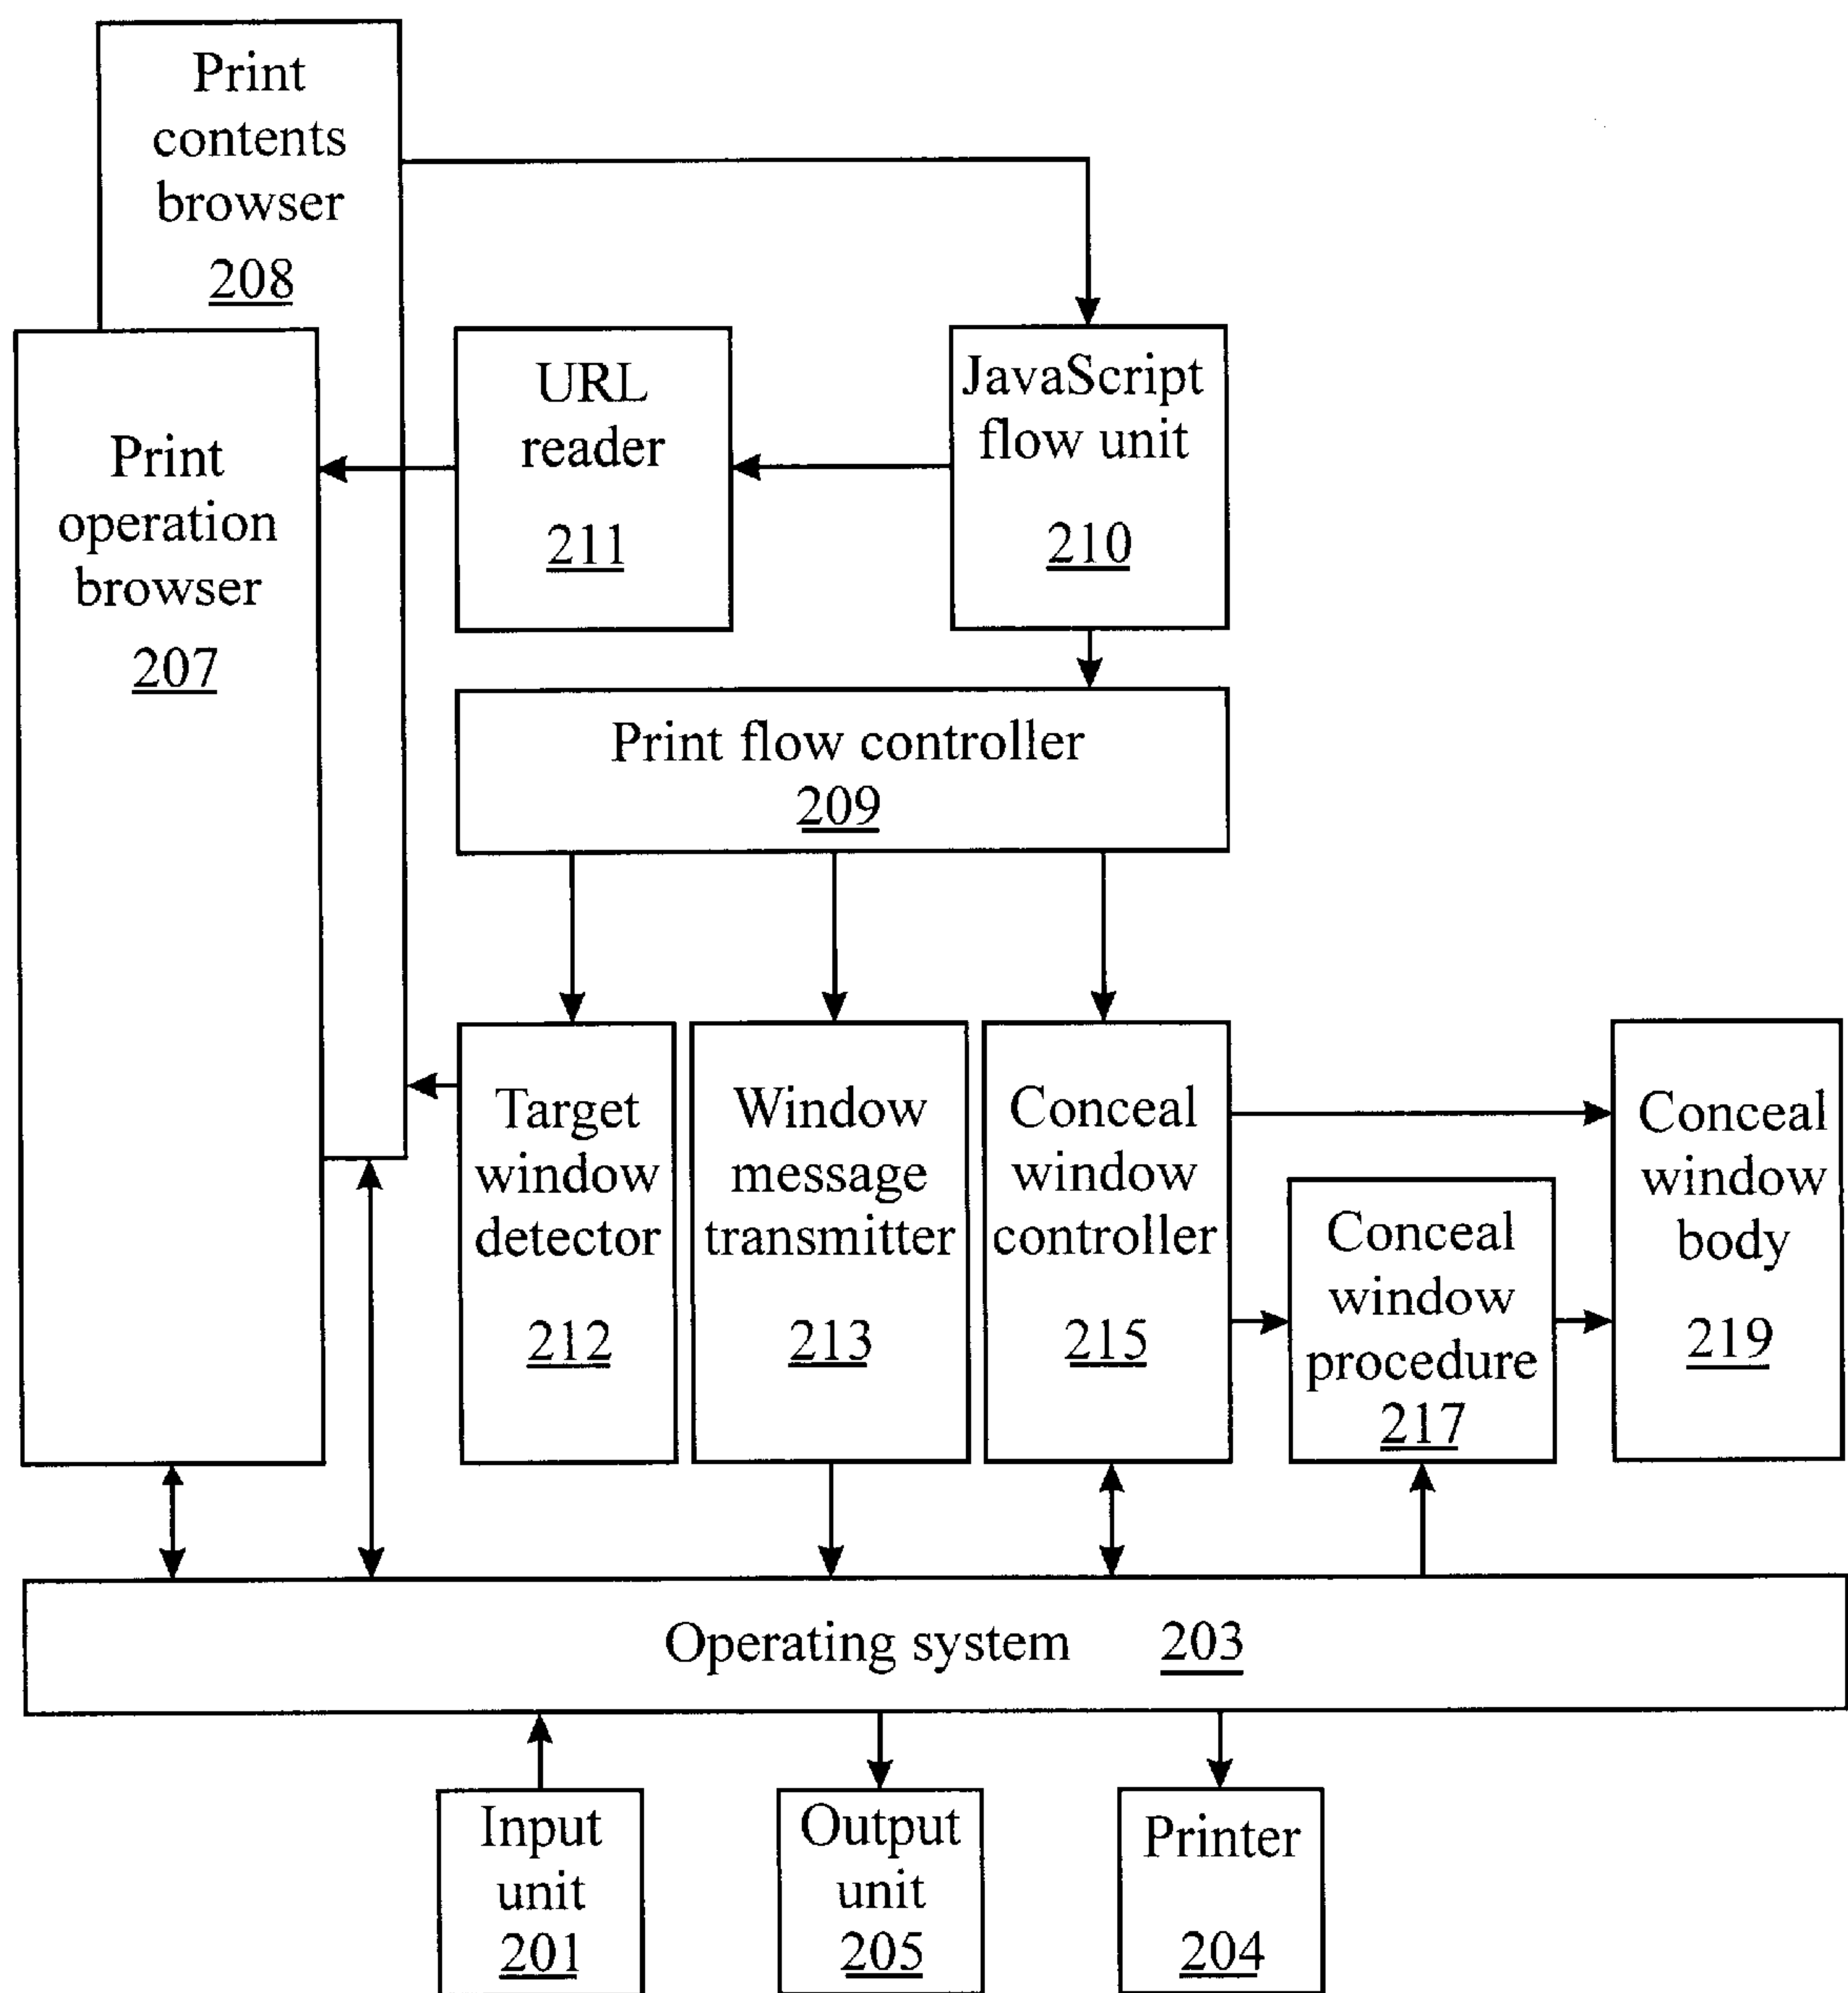 Print
contents
browser
208
Print
operation
browser
207
URL
reader
211
JavaScript
flow unit
210
Print flow controller
209
Target
window
detector
212
Window
message
transmitter
213
Conceal
window
controller
215
Conceal
window
procedure
217
Conceal
window
body
219
Operating system 203
Input
unit
201
Output
unit
205
Printer
204